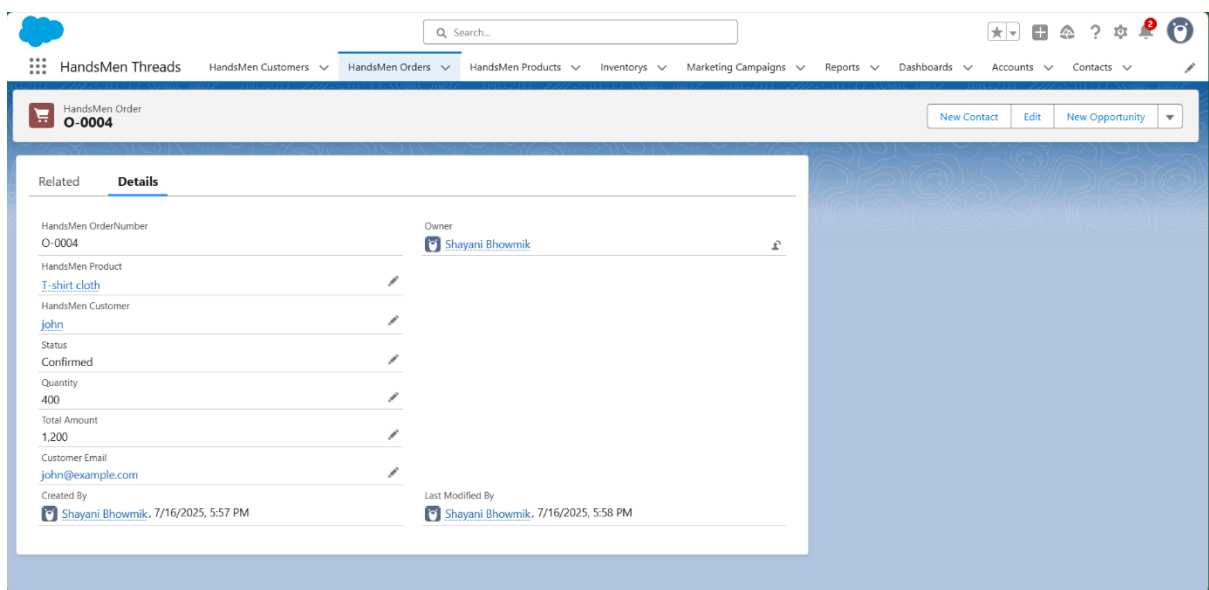 Search...
2
HandsMen Threads HandsMen Customers HandsMen Orders HandsMen Products Inventorys Marketing Campaigns Reports Dashboards Accounts Contacts
HandsMen Order
O-0004
New Contact Edit New Opportunity
Related Details
HandsMen OrderNumber Owner
O-0004 Shayani Bhowmik
HandsMen Product
T-shirt cloth
HandsMen Customer
john
Status
Confirmed
Quantity
400
Total Amount
1,200
Customer Email
john@example.com
Created By Last Modified By
Shayani Bhowmik, 7/16/2025, 5:57 PM Shayani Bhowmik, 7/16/2025, 5:58 PM